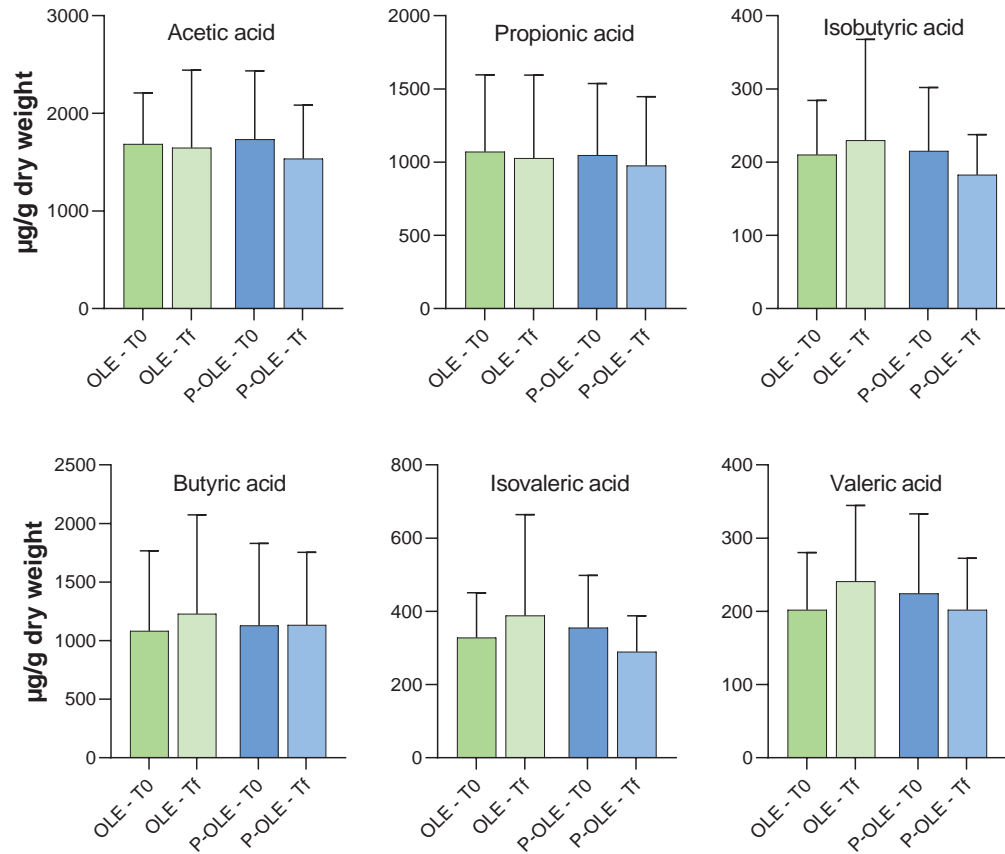 Acetic acid
3000
2000
1000
0
µg/g dry weight
OLE - T0
OLE - Tf
P-OLE - T0
P-OLE - Tf
Propionic acid
2000
1500
1000
500
0
OLE - T0
OLE - Tf
P-OLE - T0
P-OLE - Tf
Isobutyric acid
400
300
200
100
0
OLE - T0
OLE - Tf
P-OLE - T0
P-OLE - Tf
Butyric acid
2500
2000
1500
1000
500
0
µg/g dry weight
OLE - T0
OLE - Tf
P-OLE - T0
P-OLE - Tf
Isovaleric acid
800
600
400
200
0
OLE - T0
OLE - Tf
P-OLE - T0
P-OLE - Tf
Valeric acid
400
300
200
100
0
OLE - T0
OLE - Tf
P-OLE - T0
P-OLE - Tf